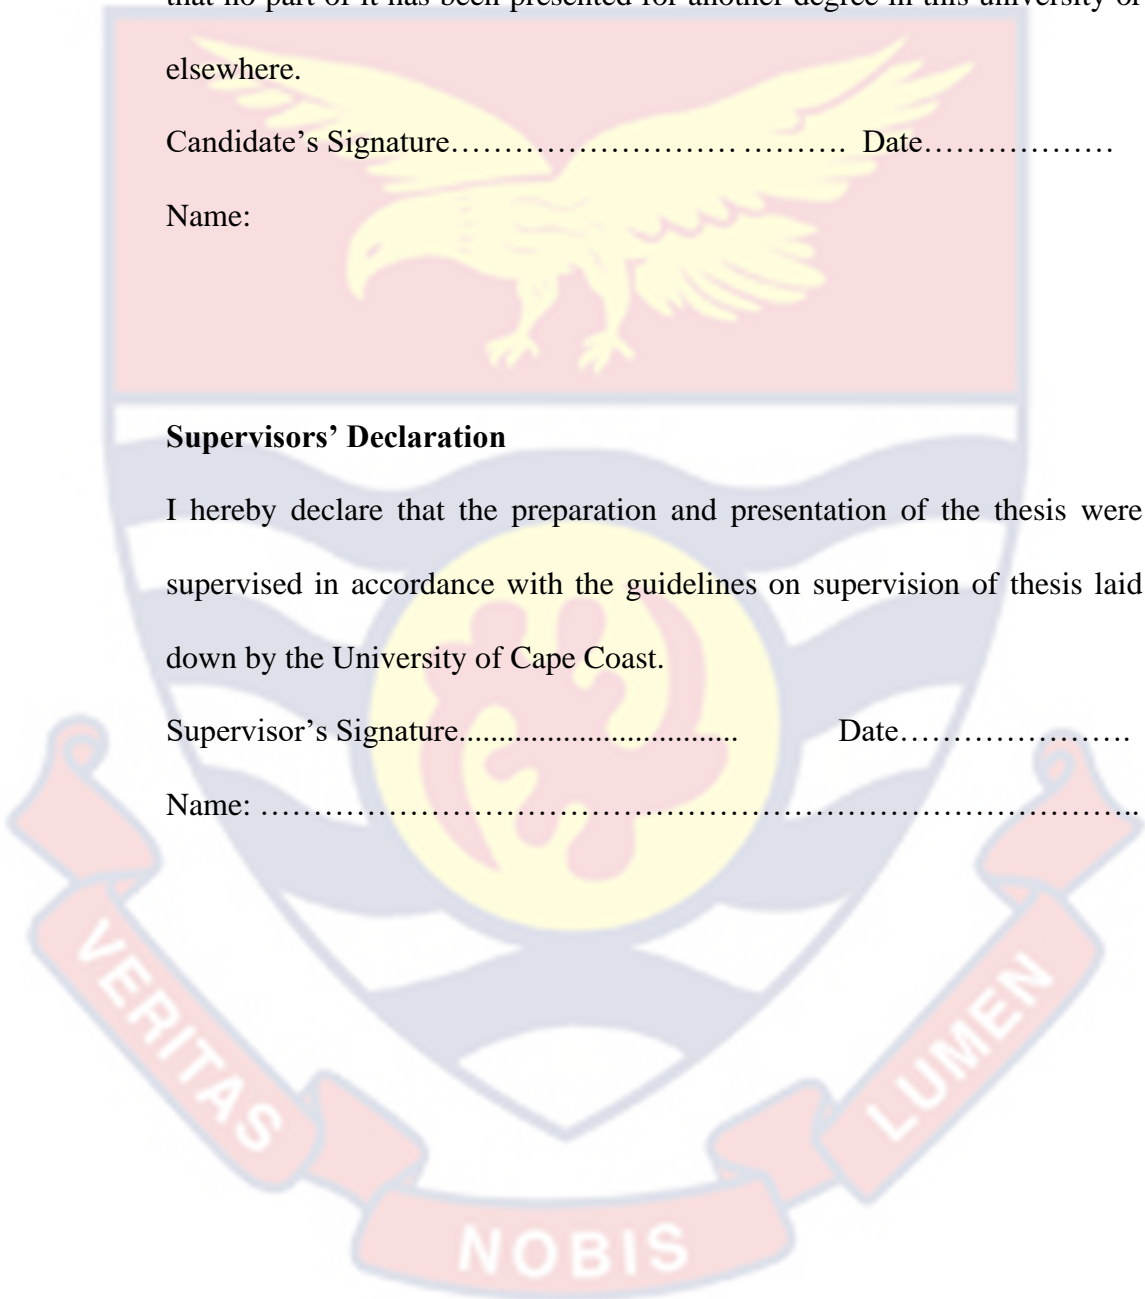 that no part of it has been presented for another degree in this university or
elsewhere.
Candidate’s Signature……………………… ………. Date………………
Name:
Supervisors’ Declaration
I hereby declare that the preparation and presentation of the thesis were
supervised in accordance with the guidelines on supervision of thesis laid
down by the University of Cape Coast.
Supervisor’s Signature.................................. Date………………….
Name: ………………………………………………………………………..
VERITAS
NOBIS
LUMEN